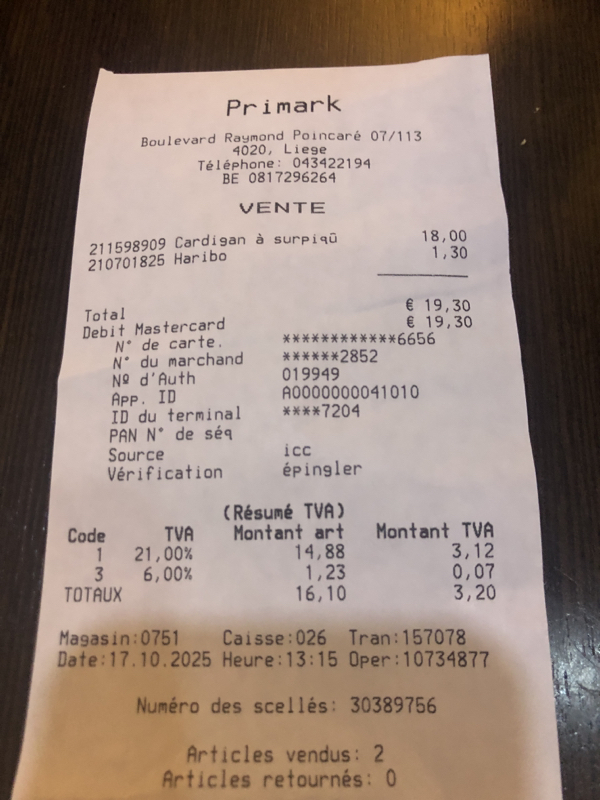 Primark
Boulevard Raymond Poincaré 07/113
4020, Liege
Téléphone: 043422194
BE 0817296264
VENTE
211598909 Cardigan à surpiqû 18,00
210701825 Haribo 1,30
Total € 19,30
Debit Mastercard € 19,30
N° de carte. ************6656
N° du marchand ******2852
Nº d'Auth 019949
App. ID A0000000041010
ID du terminal ****7204
PAN N° de séq
Source icc
Vérification épingler
(Résumé TVA)
Code TVA Montant art Montant TVA
1 21,00% 14,88 3,12
3 6,00% 1,23 0,07
TOTAUX 16,10 3,20
Magasin:0751 Caisse:026 Tran:157078
Date:17.10.2025 Heure:13:15 Oper:10734877
Numéro des scellés: 30389756
Articles vendus: 2
Articles retournés: 0